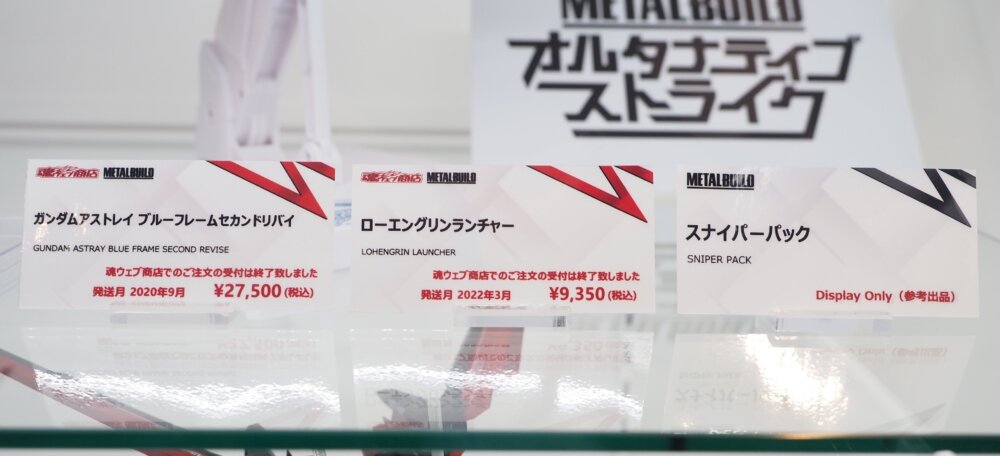 METALBUILD
オルタナティブ
ストライク
魂ウェブ商店 METALBUILD
ガンダムアストレイ ブルーフレームセカンドリバイ
GUNDAM ASTRAY BLUE FRAME SECOND REVISE
魂ウェブ商店でのご注文の受付は終了致しました
発送月 2020年9月 ¥27,500(税込)
魂ウェブ商店 METALBUILD
ローエングリンランチャー
LOHENGRIN LAUNCHER
魂ウェブ商店でのご注文の受付は終了致しました
発送月 2022年3月 ¥9,350(税込)
METALBUILD
スナイパーパック
SNIPER PACK
Display Only（参考出品）